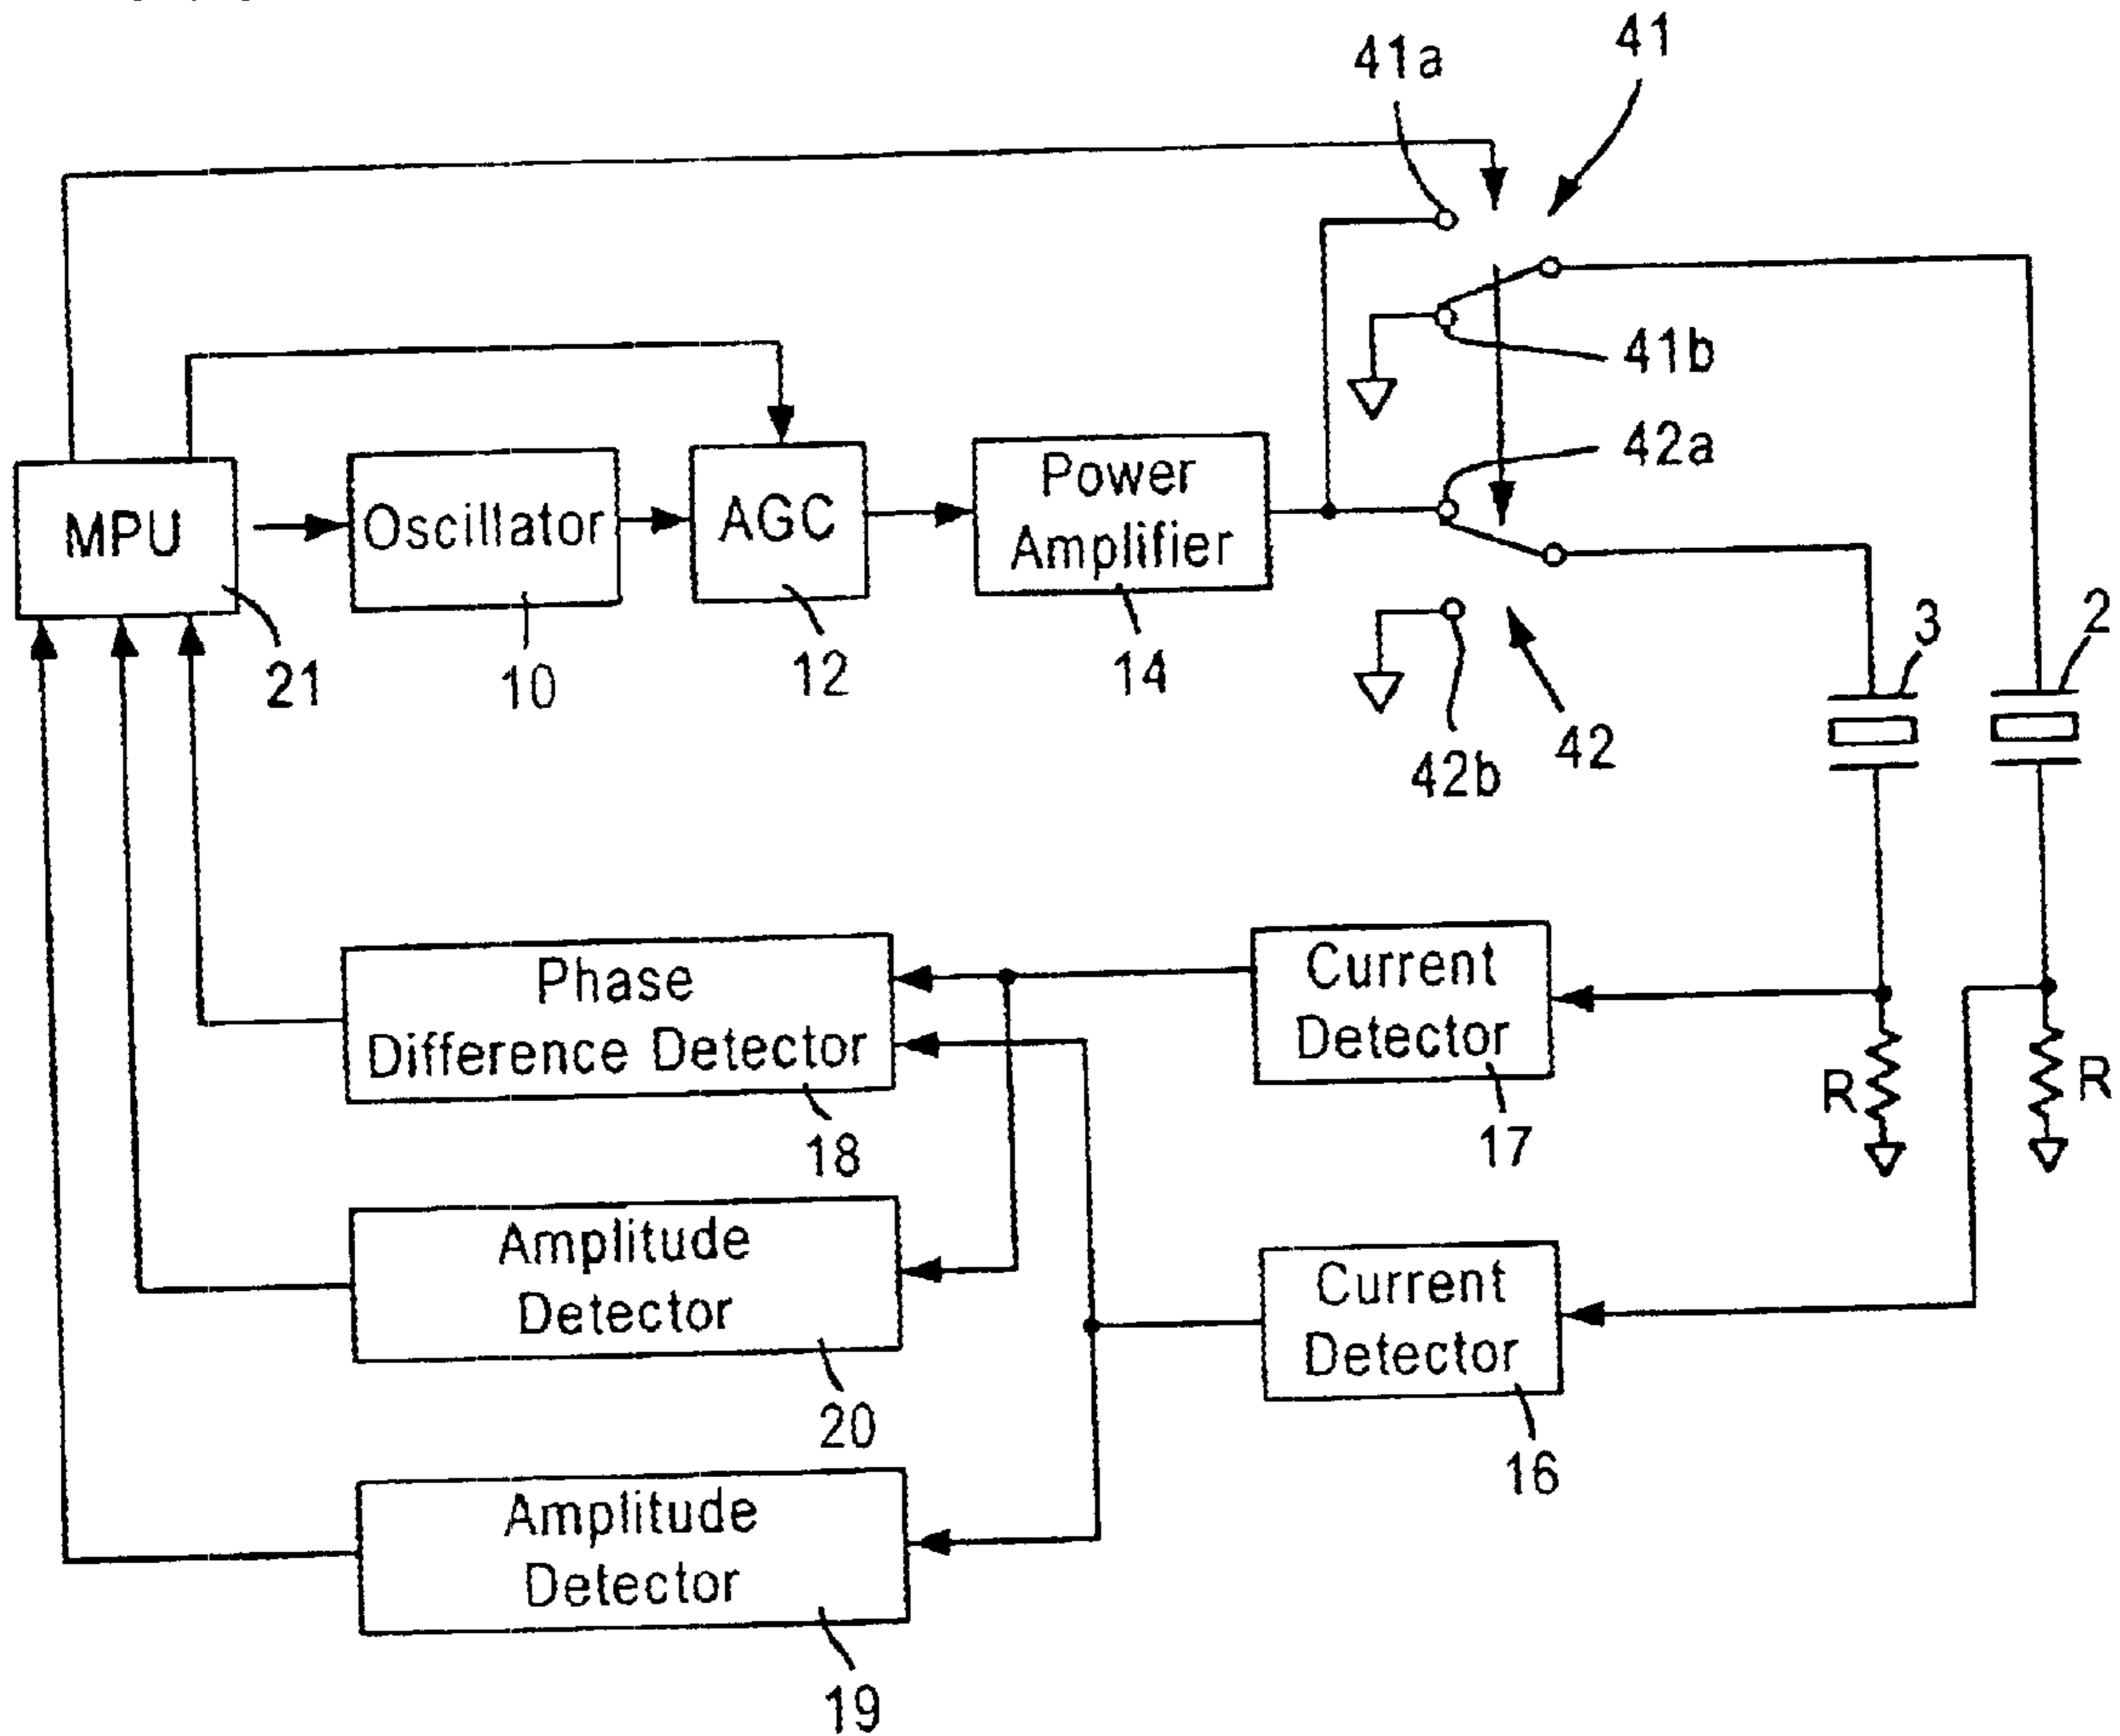 41
41a
41b
42a
MPU
Oscillator
AGC
Power
Amplifier
21
10
12
14
42b
42
3
2
Phase
Difference Detector
18
Current
Detector
17
R
R
Amplitude
Detector
20
Current
Detector
16
Amplitude
Detector
19